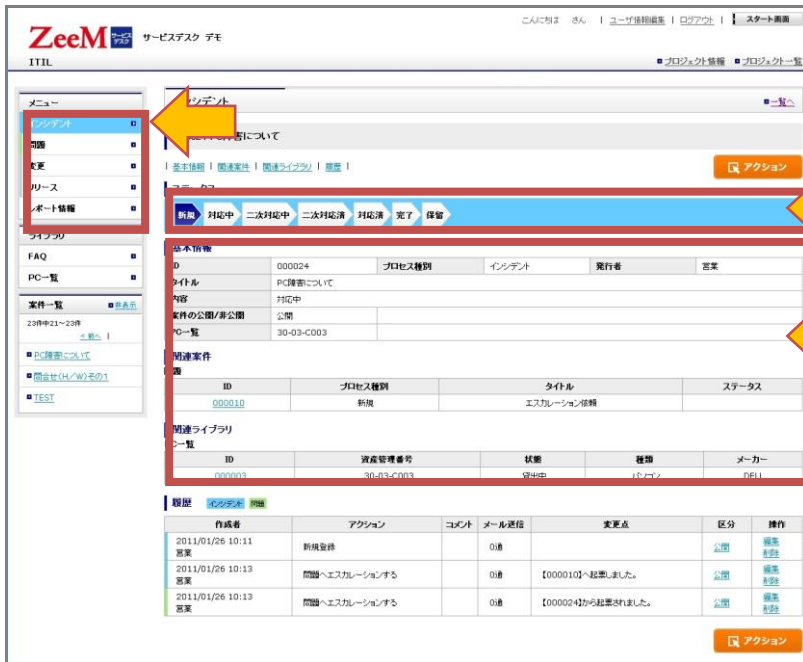 こんにちは さん | ユーザ情報編集 | ログアウト | スタート画面
ZeeM サービスデスク サービスデスク デモ
ITIL
プロジェクト情報 プロジェクト一覧
メニュー
インシデント
問題
変更
リリース
レポート情報
ライブラリ
FAQ
PC一覧
案件一覧 非表示
23件中21～23件
< 前へ |
PC障害について
問合せ(H/W)その1
TEST
シデント 一覧へ
害について
| 基本情報 | 関連案件 | 関連ライブラリ | 履歴 |
アクション
ステータス
新規 対応中 二次対応中 二次対応済 対応済 完了 保留
基本情報
ID 000024 プロセス種別 インシデント 発行者 営業
タイトル PC障害について
内容 対応中
案件の公開/非公開 公開
PC一覧 30-03-C003
関連案件
ID プロセス種別 タイトル ステータス
000010 新規 エスカレーション依頼
関連ライブラリ
PC一覧
ID 資産管理番号 状態 種類 メーカー
000003 30-03-C003 貸出中 パソコン DELL
履歴 インシデント 問題
作成者 アクション コメント メール送信 変更点 区分 操作
2011/01/26 10:11 営業 新規登録 0通 公開 編集 削除
2011/01/26 10:13 営業 問題へエスカレーションする 0通 【000010】へ起票しました。 公開 編集 削除
2011/01/26 10:13 営業 問題へエスカレーションする 0通 【000024】から起票されました。 公開 編集 削除
アクション